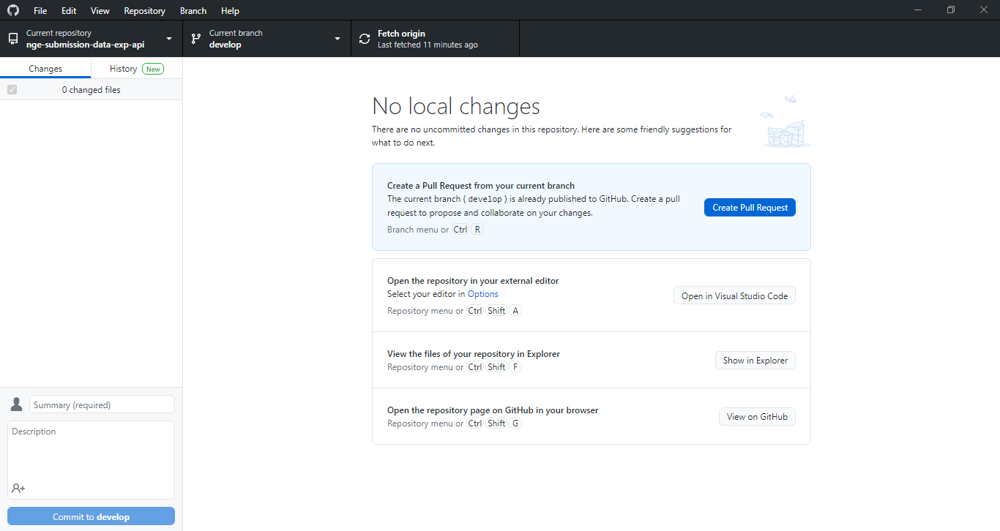 File Edit View Repository Branch Help
Current repository
nge-submission-data-exp-api
Current branch
develop
Fetch origin
Last fetched 11 minutes ago
Changes
History New
0 changed files
No local changes
There are no uncommitted changes in this repository. Here are some friendly suggestions for
what to do next.
Create a Pull Request from your current branch
The current branch ( develop ) is already published to GitHub. Create a pull
request to propose and collaborate on your changes.
Branch menu or Ctrl R
Create Pull Request
Open the repository in your external editor
Select your editor in Options
Repository menu or Ctrl Shift A
Open in Visual Studio Code
View the files of your repository in Explorer
Repository menu or Ctrl Shift F
Show in Explorer
Open the repository page on GitHub in your browser
Repository menu or Ctrl Shift G
View on GitHub
Summary (required)
Description
Commit to develop